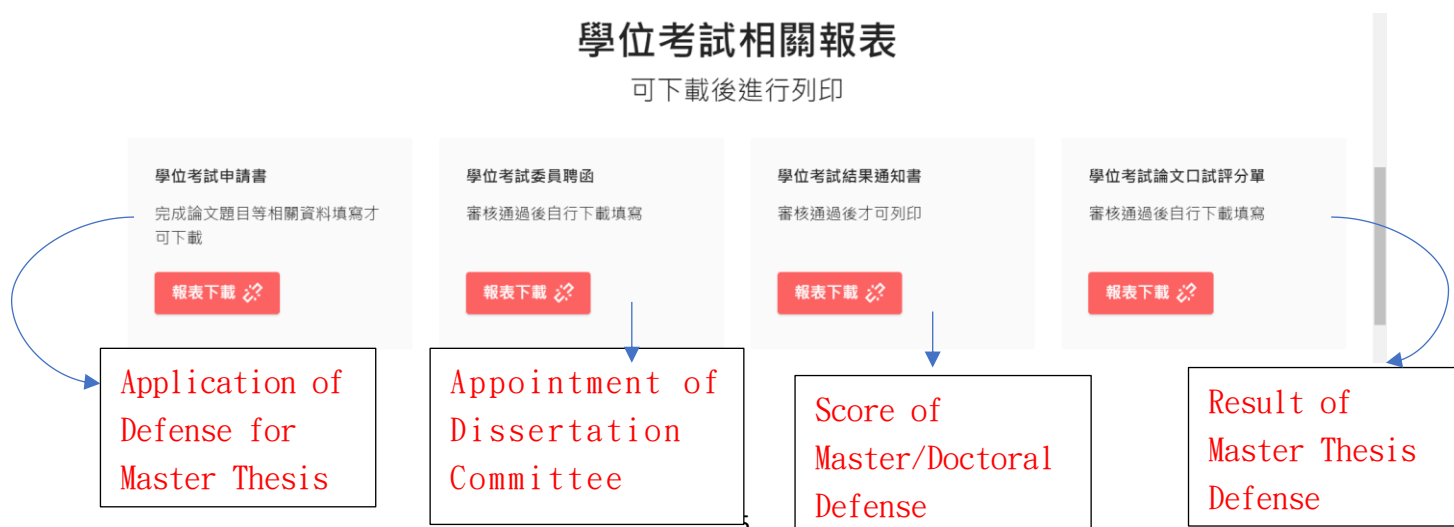 學位考試相關報表
可下載後進行列印
學位考試申請書
完成論文題目等相關資料填寫才
可下載
報表下載
學位考試委員聘函
審核通過後自行下載填寫
報表下載
學位考試結果通知書
審核通過後才可列印
報表下載
學位考試論文口試評分單
審核通過後自行下載填寫
報表下載
Application of
Defense for
Master Thesis
Appointment of
Dissertation
Committee
Score of
Master/Doctoral
Defense
Result of
Master Thesis
Defense